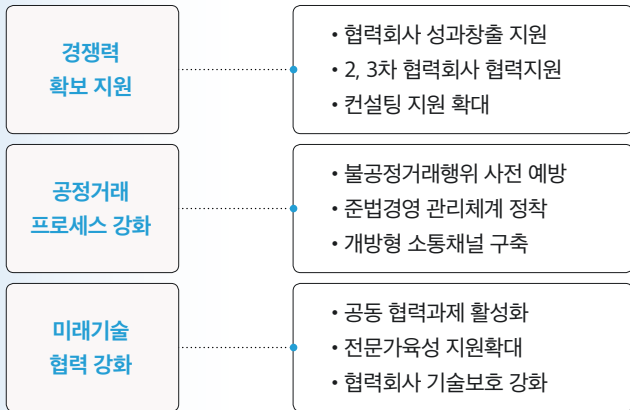 경쟁력
확보 지원
• 협력회사 성과창출 지원
• 2, 3차 협력회사 협력지원
• 컨설팅 지원 확대
공정거래
프로세스 강화
• 불공정거래행위 사전 예방
• 준법경영 관리체계 정착
• 개방형 소통채널 구축
미래기술
협력 강화
• 공동 협력과제 활성화
• 전문가육성 지원확대
• 협력회사 기술보호 강화